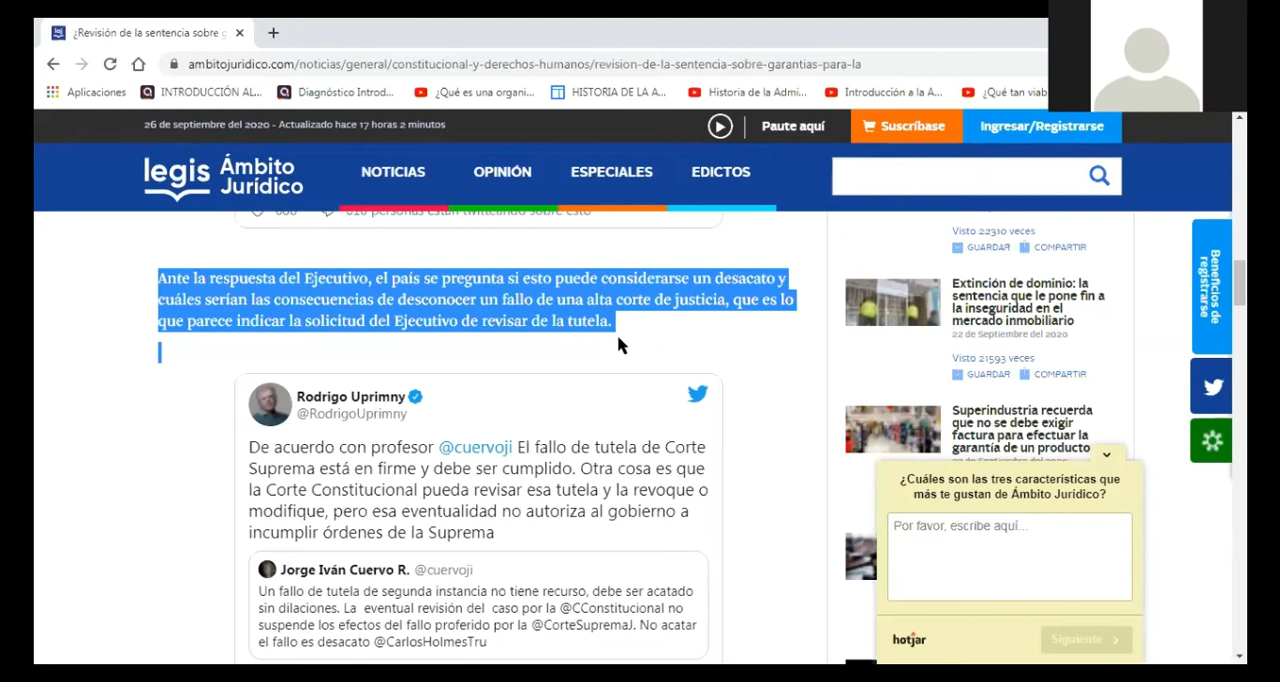 ¿Revisión de la sentencia sobre g
ambitojuridico.com/noticias/general/constitucional-y-derechos-humanos/revision-de-la-sentencia-sobre-garantias-para-la
Aplicaciones
INTRODUCCIÓN AL...
Diagnóstico Introd...
¿Qué es una organi...
HISTORIA DE LA A...
Historia de la Admi...
Introducción a la A...
¿Qué tan viab
26 de septiembre del 2020 - Actualizado hace 17 horas 2 minutos
Paute aquí
Suscríbase
Ingresar/Registrarse
legis Ámbito Jurídico
NOTICIAS
OPINIÓN
ESPECIALES
EDICTOS
personas están twitteando sobre esto
Ante la respuesta del Ejecutivo, el país se pregunta si esto puede considerarse un desacato y
cuáles serían las consecuencias de desconocer un fallo de una alta corte de justicia, que es lo
que parece indicar la solicitud del Ejecutivo de revisar de la tutela.
Rodrigo Uprimny
@RodrigoUprimny
De acuerdo con profesor @cuervoji El fallo de tutela de Corte
Suprema está en firme y debe ser cumplido. Otra cosa es que
la Corte Constitucional pueda revisar esa tutela y la revoque o
modifique, pero esa eventualidad no autoriza al gobierno a
incumplir órdenes de la Suprema
Jorge Iván Cuervo R. @cuervoji
Un fallo de tutela de segunda instancia no tiene recurso, debe ser acatado
sin dilaciones. La eventual revisión del caso por la @CConstitucional no
suspende los efectos del fallo proferido por la @CorteSupremaJ. No acatar
el fallo es desacato @CarlosHolmesTru
Visto 22310 veces
GUARDAR COMPARTIR
Extinción de dominio: la
sentencia que le pone fin a
la inseguridad en el
mercado inmobiliario
22 de Septiembre del 2020
Visto 21593 veces
GUARDAR COMPARTIR
Superindustria recuerda
que no se debe exigir
factura para efectuar la
garantía de un producto
Beneficios de
registrarse
¿Cuáles son las tres características que
más te gustan de Ámbito Jurídico?
Por favor, escribe aquí...
hotjar
Siguiente